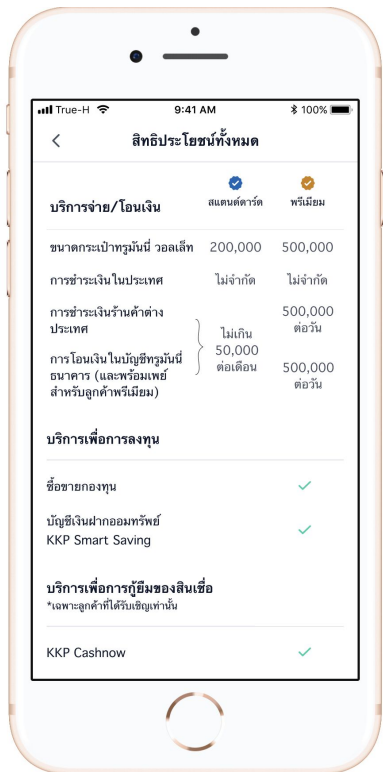 True-H 9:41 AM 100%
สิทธิประโยชน์ทั้งหมด
สแตนด์ดาร์ด พรีเมียม
บริการจ่าย/โอนเงิน
ขนาดกระเป๋าทรูมันนี่ วอลเล็ท 200,000 500,000
การชำระเงินในประเทศ ไม่จำกัด ไม่จำกัด
การชำระเงินร้านค้าต่าง
ประเทศ
500,000
ต่อวัน
ไม่เกิน
50,000
ต่อเดือน
การโอนเงินในบัญชีทรูมันนี่
ธนาคาร (และพร้อมเพย์
สำหรับลูกค้าพรีเมียม)
500,000
ต่อวัน
บริการเพื่อการลงทุน
ซื้อขายกองทุน
บัญชีเงินฝากออมทรัพย์
KKP Smart Saving
บริการเพื่อการกู้ยืมของสินเชื่อ
*เฉพาะลูกค้าที่ได้รับเชิญเท่านั้น
KKP Cashnow